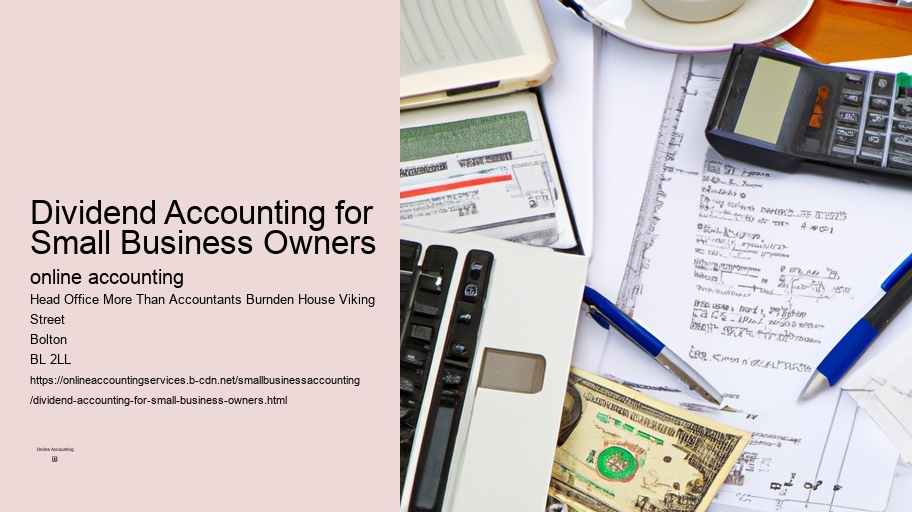 Dividend Accounting for
Small Business Owners
online accounting
Head Office More Than Accountants Burnden House Viking
Street
Bolton
BL 2LL
https://onlineaccountingservices.b-cdn.net/smallbusinessaccounting
/dividend-accounting-for-small-business-owners.html
Online Accounting